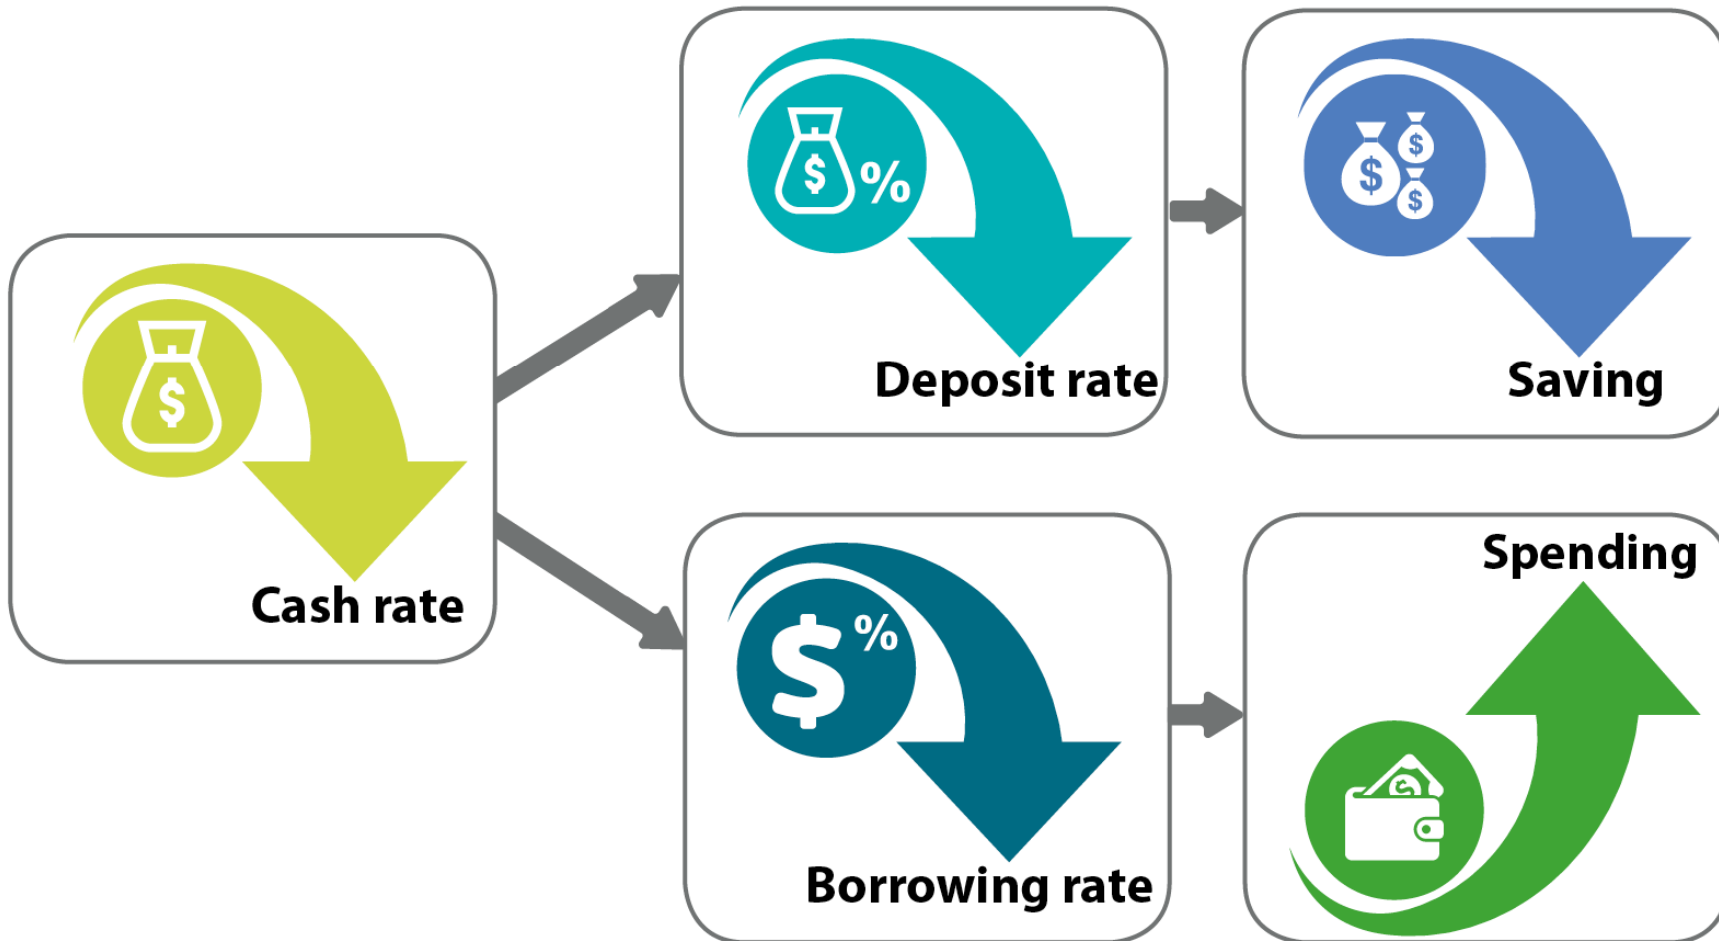 $
Cash rate
$ %
Deposit rate
$ $ $
Saving
$ %
Borrowing rate
Spending
$